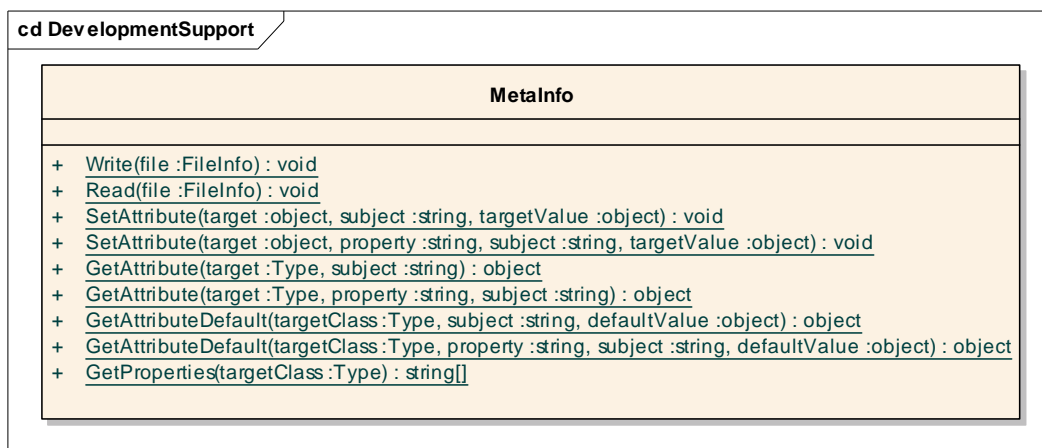 cd DevelopmentSupport
MetaInfo
+ Write(file :FileInfo) : void
+ Read(file :FileInfo) : void
+ SetAttribute(target :object, subject :string, targetValue :object) : void
+ SetAttribute(target :object, property :string, subject :string, targetValue :object) : void
+ GetAttribute(target :Type, subject :string) : object
+ GetAttribute(target :Type, property :string, subject :string) : object
+ GetAttributeDefault(targetClass :Type, subject :string, defaultValue :object) : object
+ GetAttributeDefault(targetClass :Type, property :string, subject :string, defaultValue :object) : object
+ GetProperties(targetClass :Type) : string[]